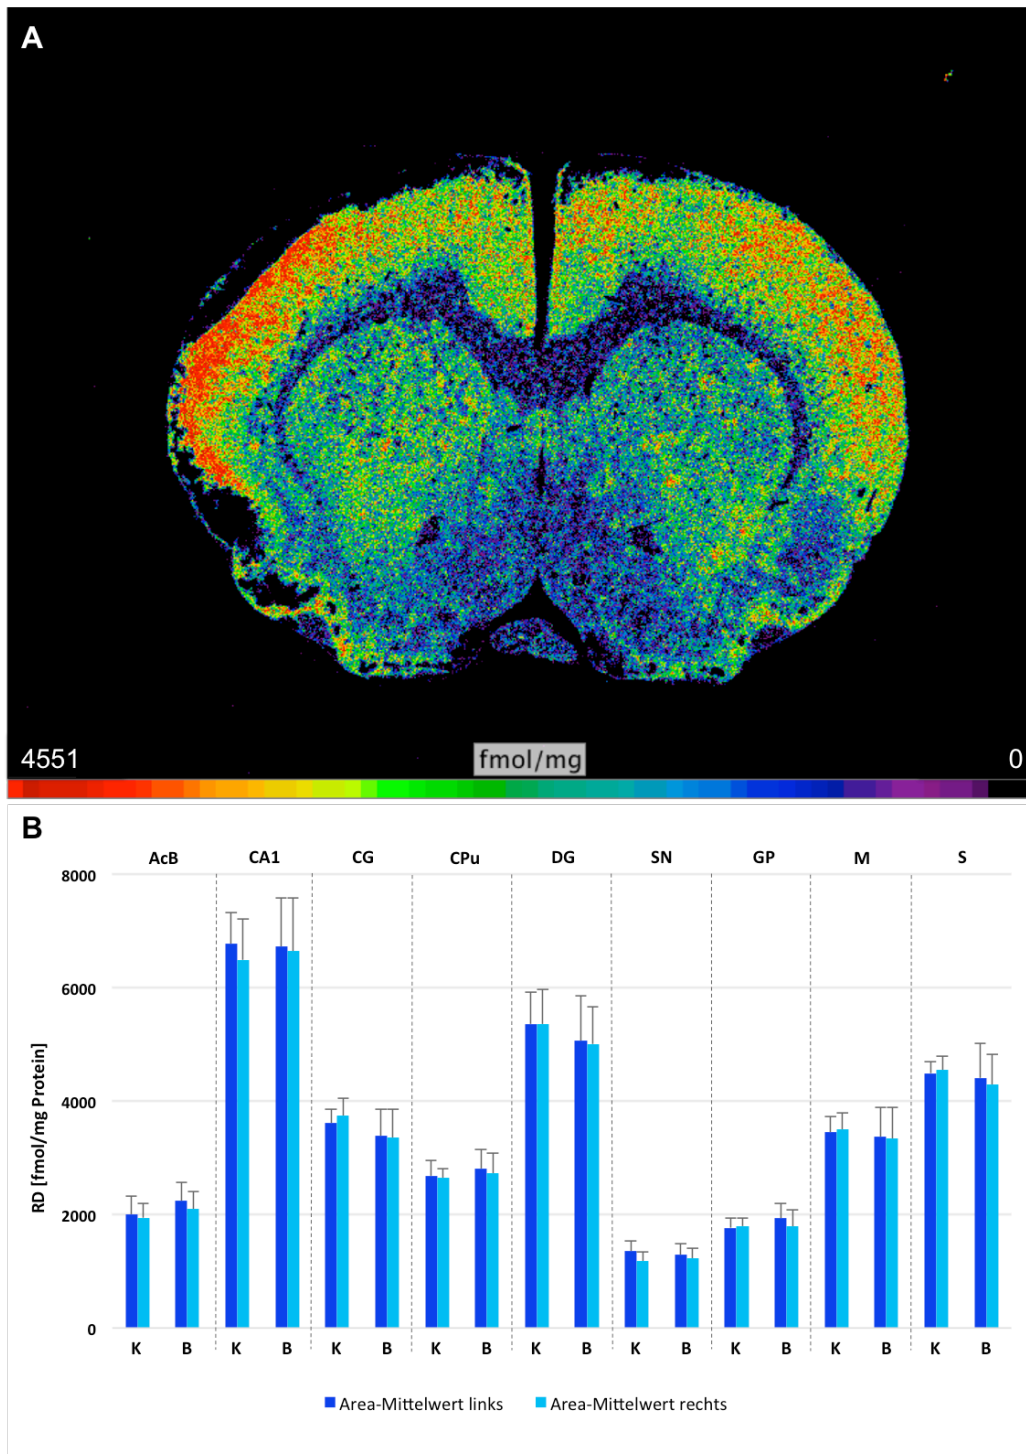 A
4551 fmol/mg 0
B
AcB CA1 CG CPu DG SN GP M S
RD [fmol/mg Protein]
8000
6000
4000
2000
0
K B K B K B K B K B K B K B K B K B
Area-Mittelwert links Area-Mittelwert rechts